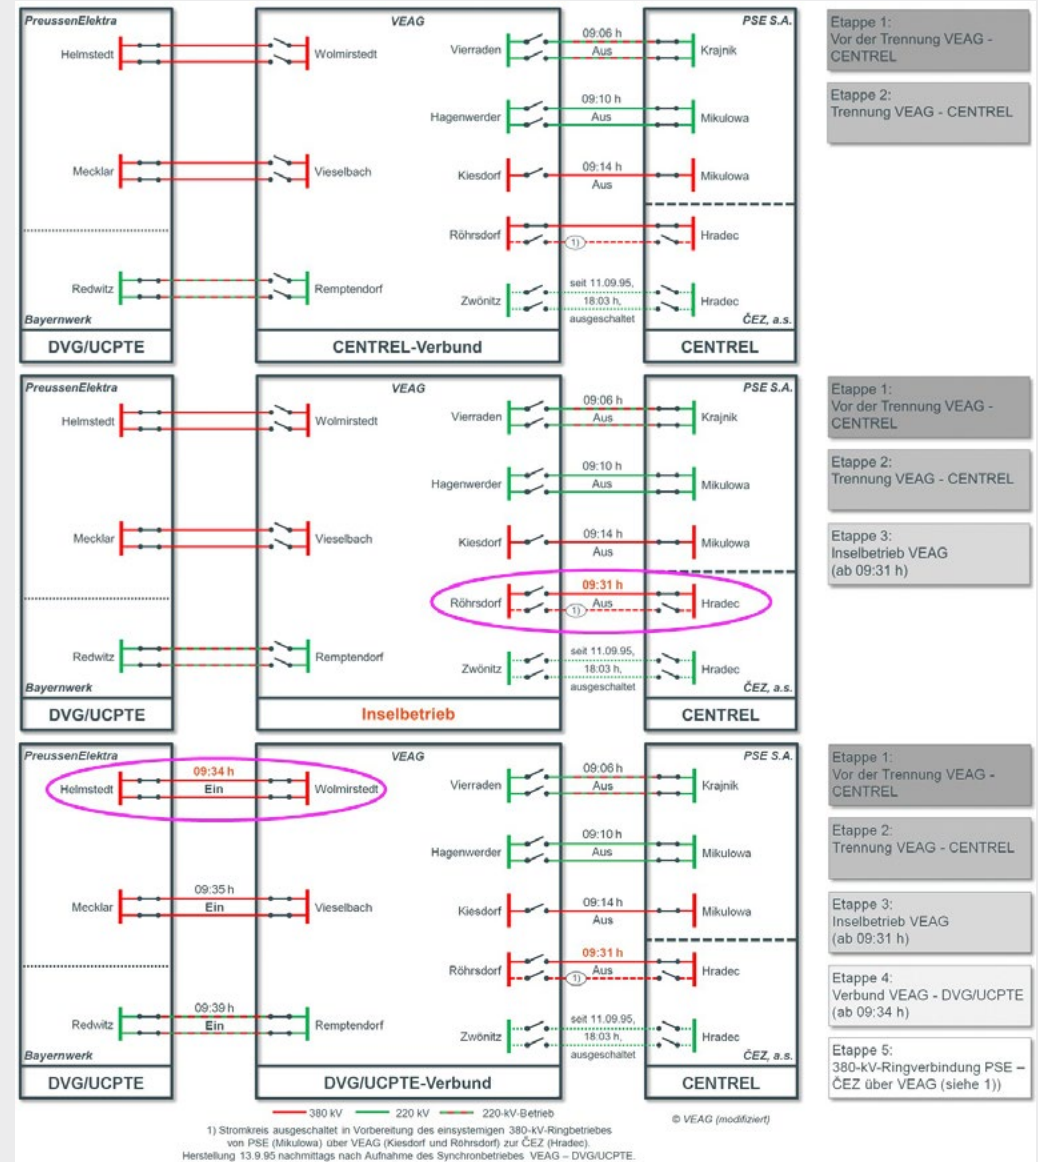 PreussenElektra
VEAG
PSE S.A.
Helmstedt
Wolmirstedt
Vierraden
09:06 h
Aus
Krajnik
Hagenwerder
09:10 h
Aus
Mikulowa
Mecklar
Vieselbach
Kiesdorf
09:14 h
Aus
Mikulowa
Röhrsdorf
1)
Hradec
Redwitz
Remptendorf
Zwönitz
seit 11.09.95,
18:03 h,
ausgeschaltet
Hradec
Bayernwerk
ČEZ, a.s.
DVG/UCPTE
CENTREL-Verbund
CENTREL
Etappe 1:
Vor der Trennung VEAG -
CENTREL
Etappe 2:
Trennung VEAG - CENTREL
PreussenElektra
VEAG
PSE S.A.
Helmstedt
Wolmirstedt
Vierraden
09:06 h
Aus
Krajnik
Hagenwerder
09:10 h
Aus
Mikulowa
Mecklar
Vieselbach
Kiesdorf
09:14 h
Aus
Mikulowa
Röhrsdorf
09:31 h
1) Aus
Hradec
Redwitz
Remptendorf
Zwönitz
seit 11.09.95,
18:03 h,
ausgeschaltet
Hradec
Bayernwerk
ČEZ, a.s.
DVG/UCPTE
Inselbetrieb
CENTREL
Etappe 1:
Vor der Trennung VEAG -
CENTREL
Etappe 2:
Trennung VEAG - CENTREL
Etappe 3:
Inselbetrieb VEAG
(ab 09:31 h)
PreussenElektra
VEAG
PSE S.A.
Helmstedt
09:34 h
Ein
Wolmirstedt
Vierraden
09:06 h
Aus
Krajnik
Hagenwerder
09:10 h
Aus
Mikulowa
Mecklar
09:35 h
Ein
Vieselbach
Kiesdorf
09:14 h
Aus
Mikulowa
Röhrsdorf
09:31 h
1) Aus
Hradec
Redwitz
09:39 h
Ein
Remptendorf
Zwönitz
seit 11.09.95,
18:03 h,
ausgeschaltet
Hradec
Bayernwerk
ČEZ, a.s.
DVG/UCPTE
DVG/UCPTE-Verbund
CENTREL
Etappe 1:
Vor der Trennung VEAG -
CENTREL
Etappe 2:
Trennung VEAG - CENTREL
Etappe 3:
Inselbetrieb VEAG
(ab 09:31 h)
Etappe 4:
Verbund VEAG - DVG/UCPTE
(ab 09:34 h)
Etappe 5:
380-kV-Ringverbindung PSE –
ČEZ über VEAG (siehe 1))
380 kV 220 kV 220-kV-Betrieb
© VEAG (modifiziert)
1) Stromkreis ausgeschaltet in Vorbereitung des einsystemigen 380-kV-Ringbetriebes
von PSE (Mikulowa) über VEAG (Kiesdorf und Röhrsdorf) zur ČEZ (Hradec).
Herstellung 13.9.95 nachmittags nach Aufnahme des Synchronbetriebes VEAG – DVG/UCPTE.